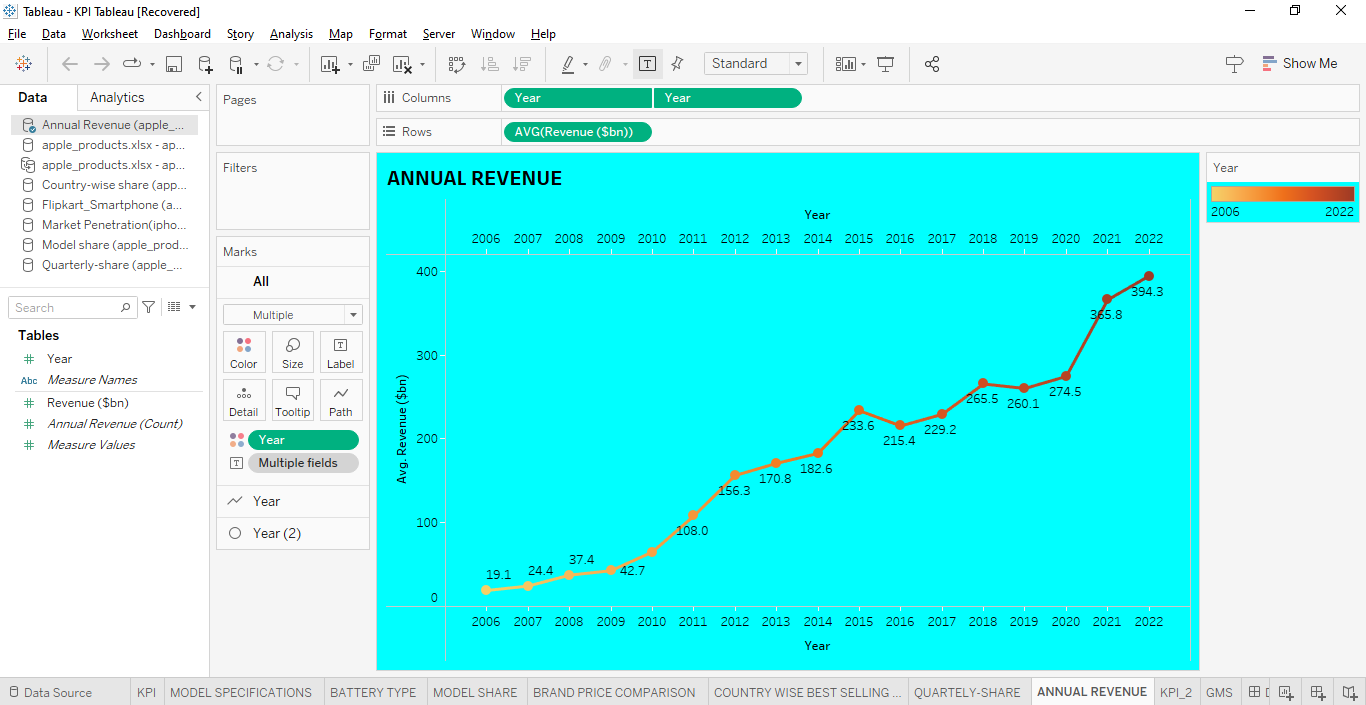 Tableau - KPI Tableau [Recovered]
File Data Worksheet Dashboard Story Analysis Map Format Server Window Help
Standard
Show Me
Data Analytics
Annual Revenue (apple_...
apple_products.xlsx - ap...
apple_products.xlsx - ap...
Country-wise share (app...
Flipkart_Smartphone (a...
Market Penetration(ipho...
Model share (apple_prod...
Quarterly-share (apple_...
Search
Tables
Year
Abc Measure Names
Revenue ($bn)
Annual Revenue (Count)
Measure Values
Pages
Filters
Marks
All
Multiple
Color Size Label
Detail Tooltip Path
Year
Multiple fields
Year
Year (2)
Columns Year Year
Rows AVG(Revenue ($bn))
ANNUAL REVENUE
Year
2006 2007 2008 2009 2010 2011 2012 2013 2014 2015 2016 2017 2018 2019 2020 2021 2022
400
300
200
100
0
Avg. Revenue ($bn)
19.1
24.4
37.4
42.7
108.0
156.3
170.8
182.6
233.6
215.4
229.2
265.5
260.1
274.5
365.8
394.3
2006 2007 2008 2009 2010 2011 2012 2013 2014 2015 2016 2017 2018 2019 2020 2021 2022
Year
Year
2006 2022
Data Source KPI MODEL SPECIFICATIONS BATTERY TYPE MODEL SHARE BRAND PRICE COMPARISON COUNTRY WISE BEST SELLING ... QUARTELY-SHARE ANNUAL REVENUE KPI_2 GMS